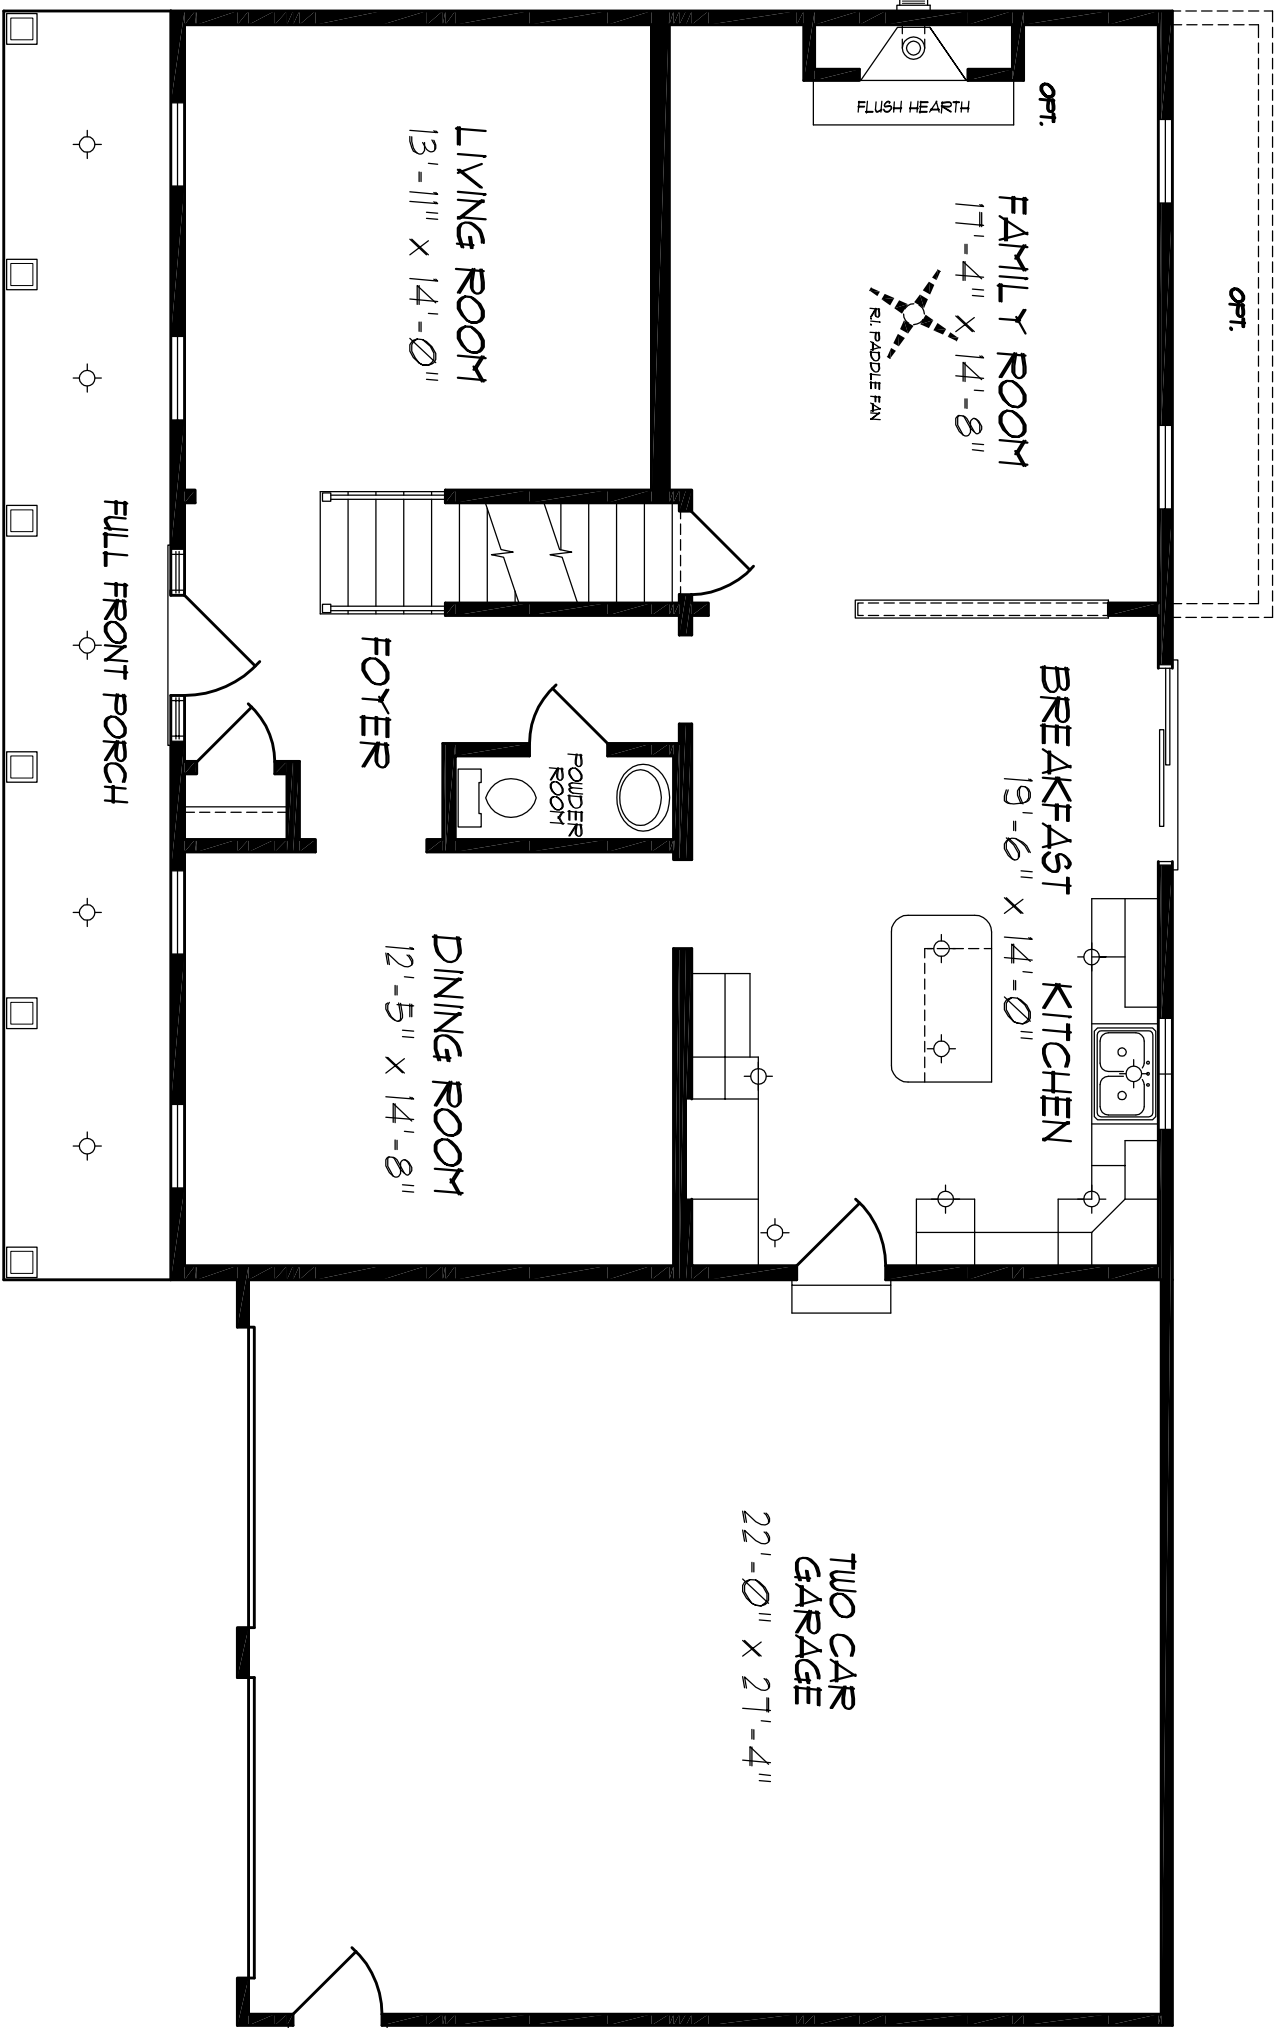 OPT.
FLUSH HEARTH
OPT.
FAMILY ROOM
17'-4" x 14'-8"
R.I. PADDLE FAN
LIVING ROOM
13'-11" x 14'-0"
BREAKFAST KITCHEN
19'-6" x 14'-0"
FOYER
POWDER
ROOM
FULL FRONT PORCH
DINING ROOM
12'-5" x 14'-8"
TWO CAR
GARAGE
22'-0" x 27'-4"